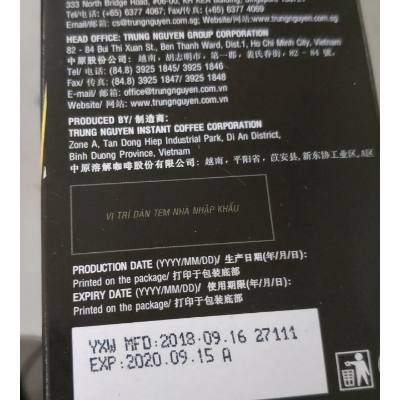 333 North Bridge Road, #08-00, KH KEA Building, Singapore
Tel/电话: (+65) 6377 4067; Fax/传真: (+65) 6377 4069
Email/邮箱: cs@trungnguyen.com.sg, Website/网站: www.trungnguyen.com.sg
HEAD OFFICE: TRUNG NGUYEN GROUP CORPORATION
82 - 84 Bui Thi Xuan St., Ben Thanh Ward, Dist.1, Ho Chi Minh City, Vietnam
中原股份公司: 越南, 胡志明市, 第一郡, 裴氏春街, 82 - 84 号。
Tel/ 电话: (84.8) 3925 1845/ 3925 1846
Fax/ 传真: (84.8) 3925 1848
E-mail/ 邮箱: office@trungnguyen.com.vn
Website/ 网站: www.trungnguyen.com.vn
PRODUCED BY/ 制造商:
TRUNG NGUYEN INSTANT COFFEE CORPORATION
Zone A, Tan Dong Hiep Industrial Park, Di An District,
Binh Duong Province, Vietnam
中原溶解咖啡股份有限公司: 越南, 平阳省, 苡安县, 新东协工业区, A区
VỊ TRÍ DÁN TEM NHÀ NHẬP KHẨU
PRODUCTION DATE (YYYY/MM/DD)/ 生产日期(年/月/日):
Printed on the package/ 打印于包装底部
EXPIRY DATE (YYYY/MM/DD)/ 使用期限(年/月/日):
Printed on the package/ 打印于包装底部
YXW MFD:2018.09.16 27111
EXP:2020.09.15 A